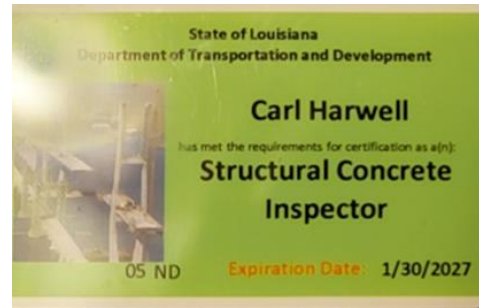 State of Louisiana
Department of Transportation and Development
Carl Harwell
has met the requirements for certification as a(n):
Structural Concrete
Inspector
05 ND
Expiration Date: 1/30/2027